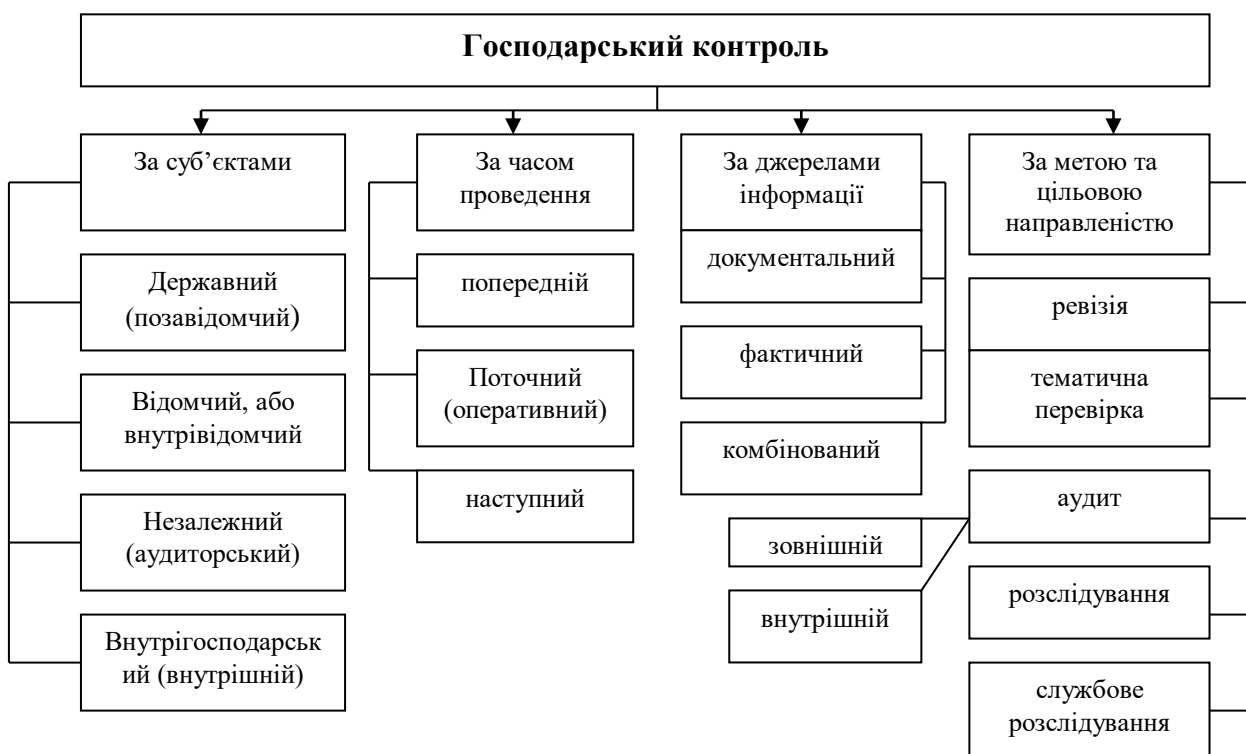 Господарський контроль
За суб’єктами
Державний
(позавідомчий)
Відомчий, або
внутрівідомчий
Незалежний
(аудиторський)
Внутрігосподарськ
ий (внутрішній)
За часом
проведення
попередній
Поточний
(оперативний)
наступний
За джерелами
інформації
документальний
фактичний
комбінований
За метою та
цільовою
направленістю
ревізія
тематична
перевірка
аудит
зовнішній
внутрішній
розслідування
службове
розслідування